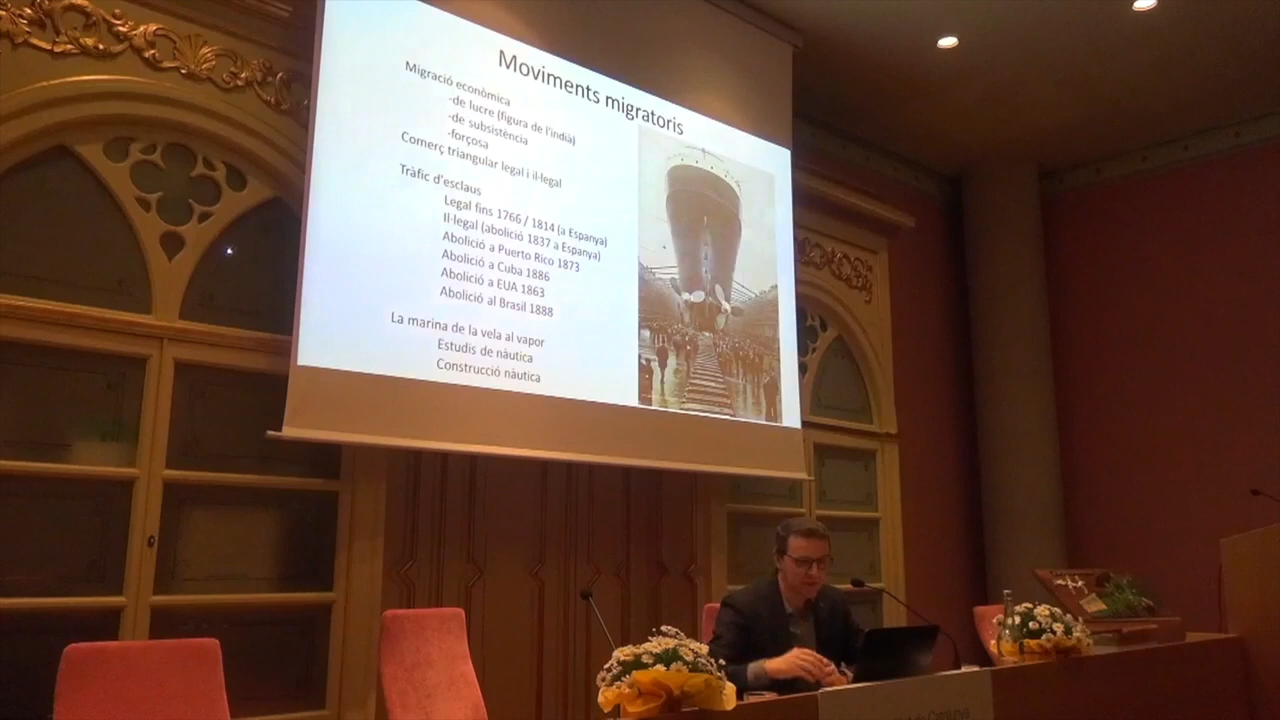 Moviments migratoris
Migració econòmica
-de lucre (figura de l'indià)
-de subsistència
-forçosa
Comerç triangular legal i il·legal
Tràfic d'esclaus
Legal fins 1766 / 1814 (a Espanya)
Il·legal (abolició 1837 a Espanya)
Abolició a Puerto Rico 1873
Abolició a Cuba 1886
Abolició a EUA 1863
Abolició al Brasil 1888
La marina de la vela al vapor
Estudis de nàutica
Construcció nàutica
de Catalunya